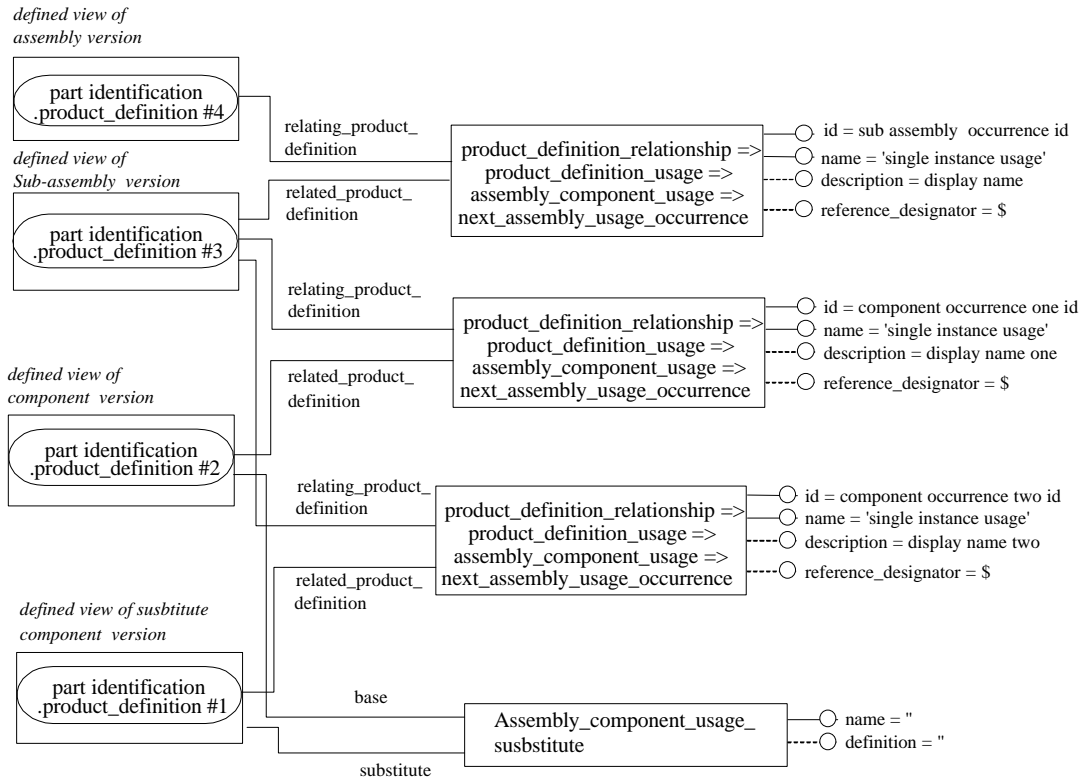 defined view of
assembly version
part identification
.product_definition #4
defined view of
Sub-assembly version
part identification
.product_definition #3
defined view of
component version
part identification
.product_definition #2
defined view of susbtitute
component version
part identification
.product_definition #1
relating_product_
definition
related_product_
definition
product_definition_relationship =>
product_definition_usage =>
assembly_component_usage =>
next_assembly_usage_occurrence
id = sub assembly occurrence id
name = 'single instance usage'
description = display name
reference_designator = $
relating_product_
definition
related_product_
definition
product_definition_relationship =>
product_definition_usage =>
assembly_component_usage =>
next_assembly_usage_occurrence
id = component occurrence one id
name = 'single instance usage'
description = display name one
reference_designator = $
relating_product_
definition
related_product_
definition
product_definition_relationship =>
product_definition_usage =>
assembly_component_usage =>
next_assembly_usage_occurrence
id = component occurrence two id
name = 'single instance usage'
description = display name two
reference_designator = $
base
substitute
Assembly_component_usage_
susbstitute
name = "
definition = "